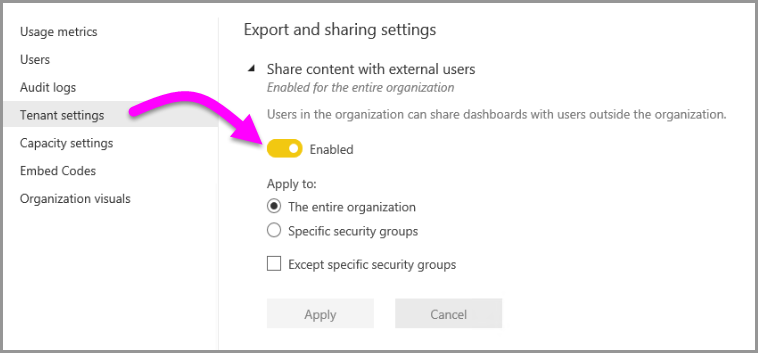 Usage metrics
Users
Audit logs
Tenant settings
Capacity settings
Embed Codes
Organization visuals
Export and sharing settings
Share content with external users
Enabled for the entire organization
Users in the organization can share dashboards with users outside the organization.
Enabled
Apply to:
The entire organization
Specific security groups
Except specific security groups
Apply
Cancel